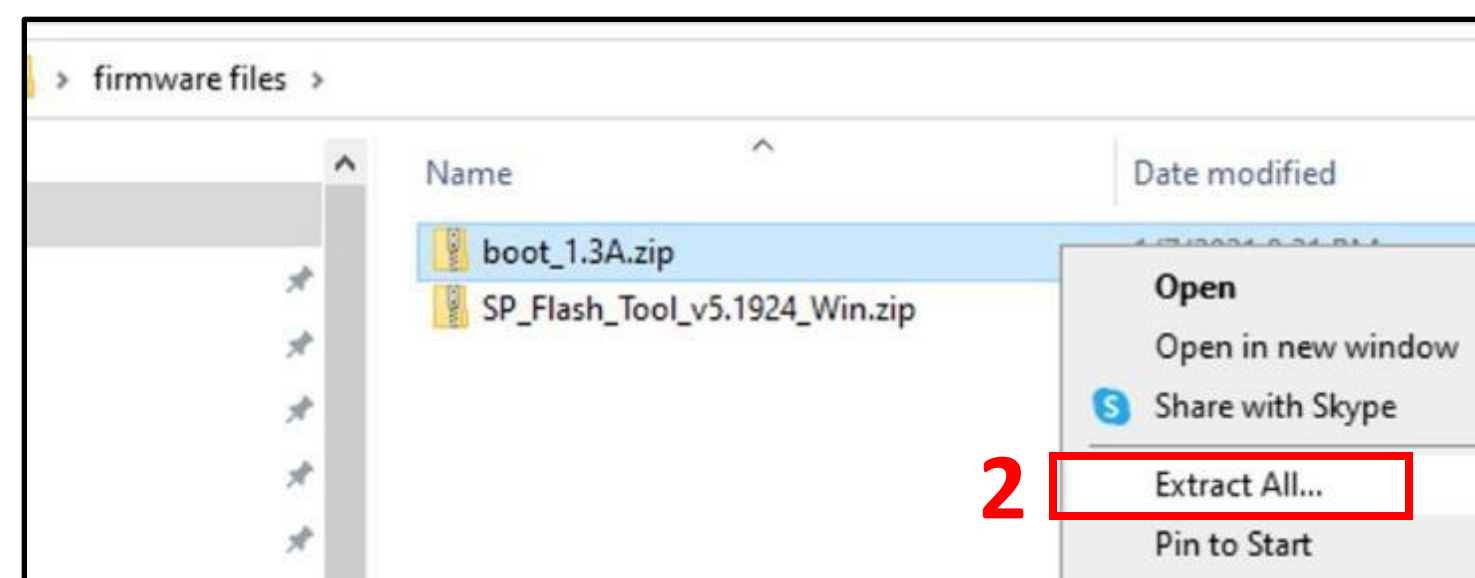 > firmware files >
Name
Date modified
boot_1.3A.zip
SP_Flash_Tool_v5.1924_Win.zip
Open
Open in new window
Share with Skype
2
Extract All...
Pin to Start